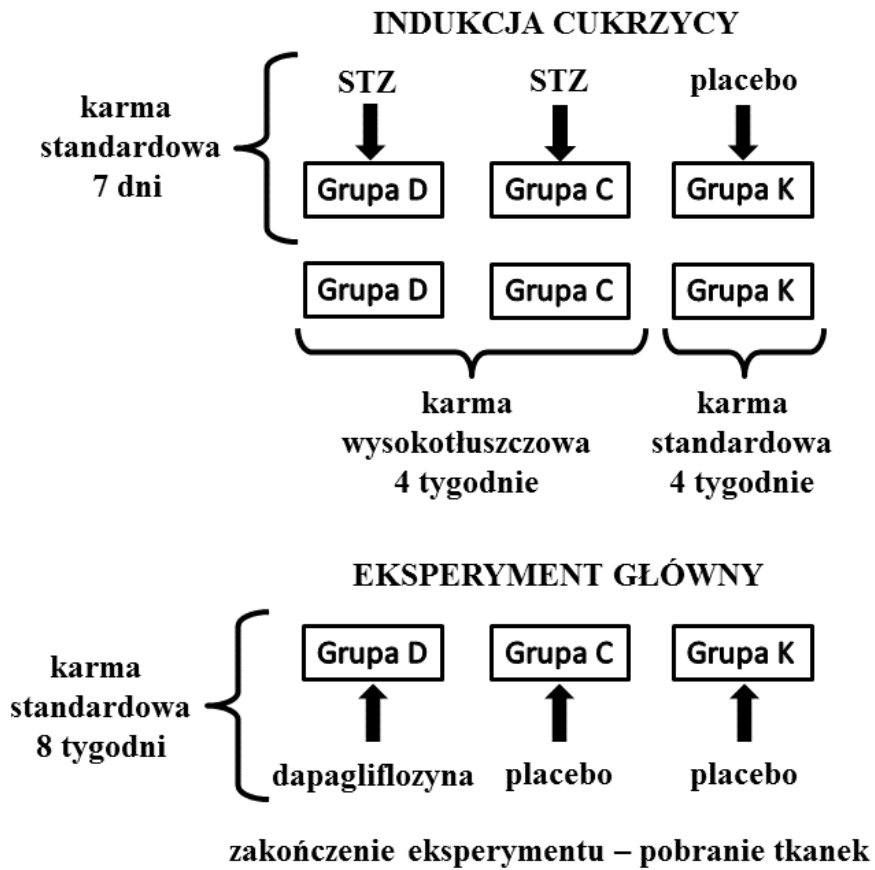 INDUKCJA CUKRZYCY
STZ STZ placebo
karma
standardowa
7 dni
Grupa D Grupa C Grupa K
Grupa D Grupa C Grupa K
karma
wysokotłuszczowa
4 tygodnie
karma
standardowa
4 tygodnie
EKSPERYMENT GŁÓWNY
karma
standardowa
8 tygodni
Grupa D Grupa C Grupa K
dapagliflozyna placebo placebo
zakończenie eksperymentu – pobranie tkanek